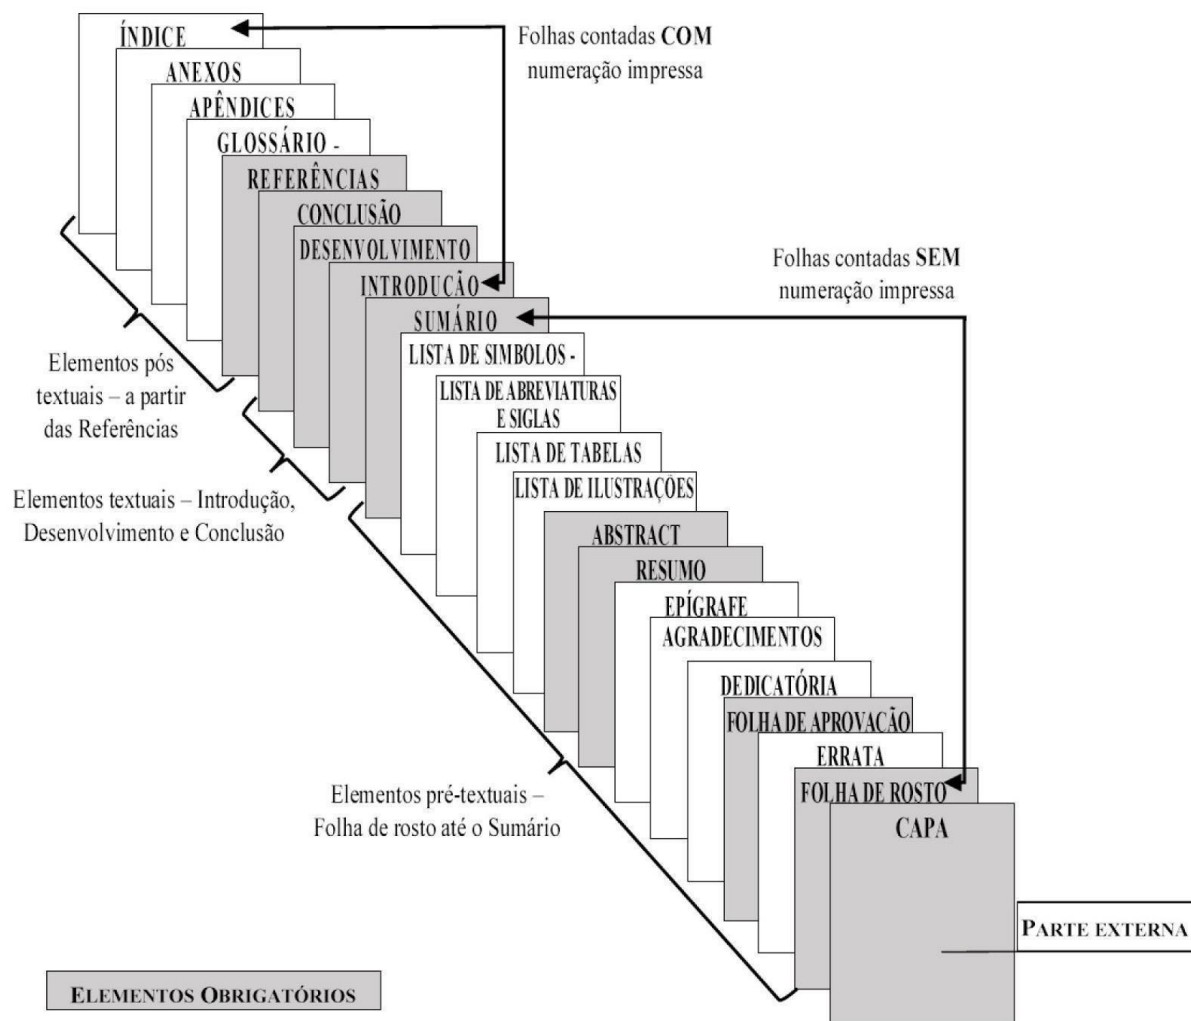 ÍNDICE
ANEXOS
APÊNDICES
GLOSSÁRIO -
REFERÊNCIAS
CONCLUSÃO
DESENVOLVIMENTO
INTRODUCÃO
SUMÁRIO
LISTA DE SIMBOLOS -
LISTA DE ABREVIATURAS
E SIGLAS
LISTA DE TABELAS
LISTA DE ILUSTRAÇÕES
ABSTRACT
RESUMO
EPÍGRAFE
AGRADECIMENTOS
DEDICATÓRIA
FOLHA DE APROVACÃO
ERRATA
FOLHA DE ROSTO
CAPA
Folhas contadas COM
numeração impressa
Folhas contadas SEM
numeração impressa
Elementos pós
textuais – a partir
das Referências
Elementos textuais – Introdução,
Desenvolvimento e Conclusão
Elementos pré-textuais –
Folha de rosto até o Sumário
PARTE EXTERNA
ELEMENTOS OBRIGATÓRIOS